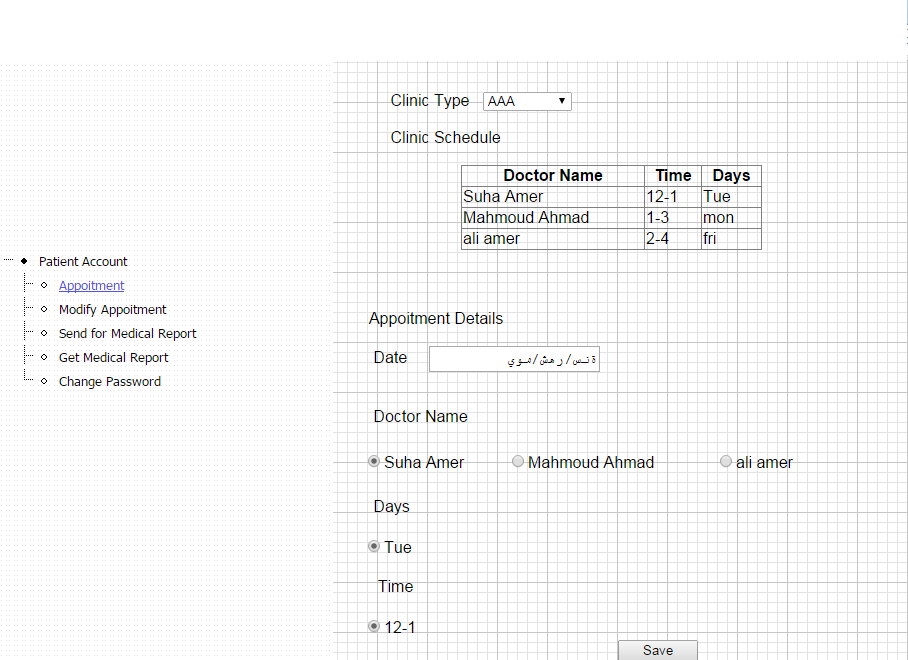 Clinic Type AAA
Clinic Schedule
Doctor Name Time Days
Suha Amer 12-1 Tue
Mahmoud Ahmad 1-3 mon
ali amer 2-4 fri
Patient Account
Appoitment
Modify Appoitment
Send for Medical Report
Get Medical Report
Change Password
Appoitment Details
Date يوم/شهر/سنة
Doctor Name
Suha Amer Mahmoud Ahmad ali amer
Days
Tue
Time
12-1
Save